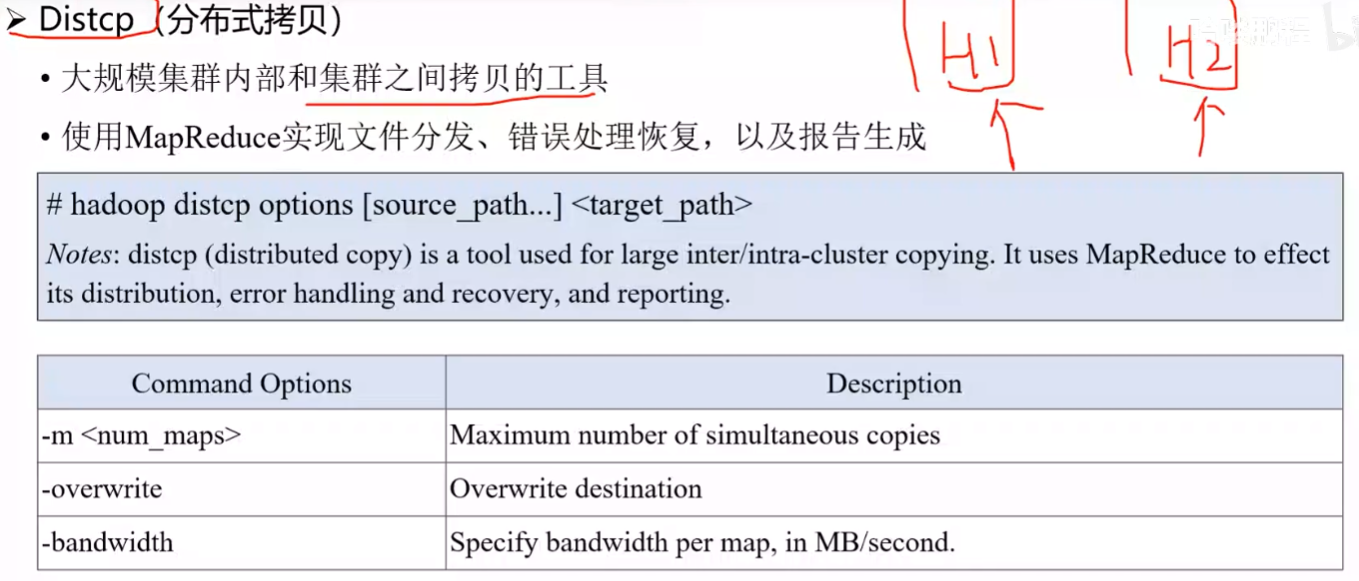 ➤ Distcp (分布式拷贝)
H1
H2
• 大规模集群内部和集群之间拷贝的工具
• 使用MapReduce实现文件分发、错误处理恢复，以及报告生成
# hadoop distcp options [source_path...] <target_path>
Notes: distcp (distributed copy) is a tool used for large inter/intra-cluster copying. It uses MapReduce to effect
its distribution, error handling and recovery, and reporting.
Command Options Description
-m <num_maps> Maximum number of simultaneous copies
-overwrite Overwrite destination
-bandwidth Specify bandwidth per map, in MB/second.